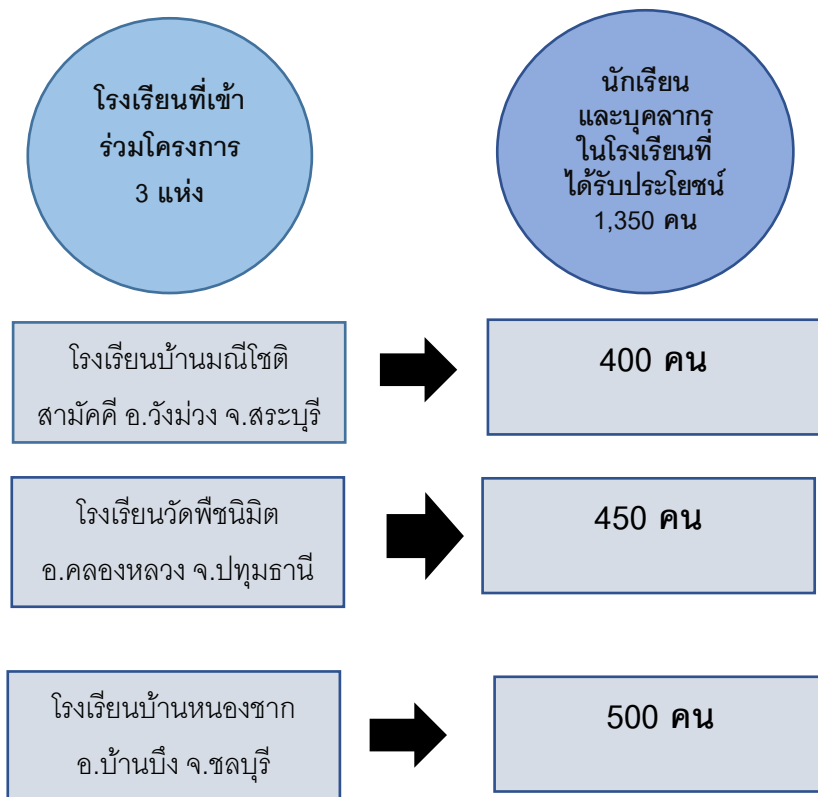 โรงเรียนที่เข้า
ร่วมโครงการ
3 แห่ง
นักเรียน
และบุคลากร
ในโรงเรียนที่
ได้รับประโยชน์
1,350 คน
โรงเรียนบ้านมณีโชติ
สามัคคี อ.วังม่วง จ.สระบุรี
400 คน
โรงเรียนวัดพืชนิมิต
อ.คลองหลวง จ.ปทุมธานี
450 คน
โรงเรียนบ้านหนองชาก
อ.บ้านบึง จ.ชลบุรี
500 คน